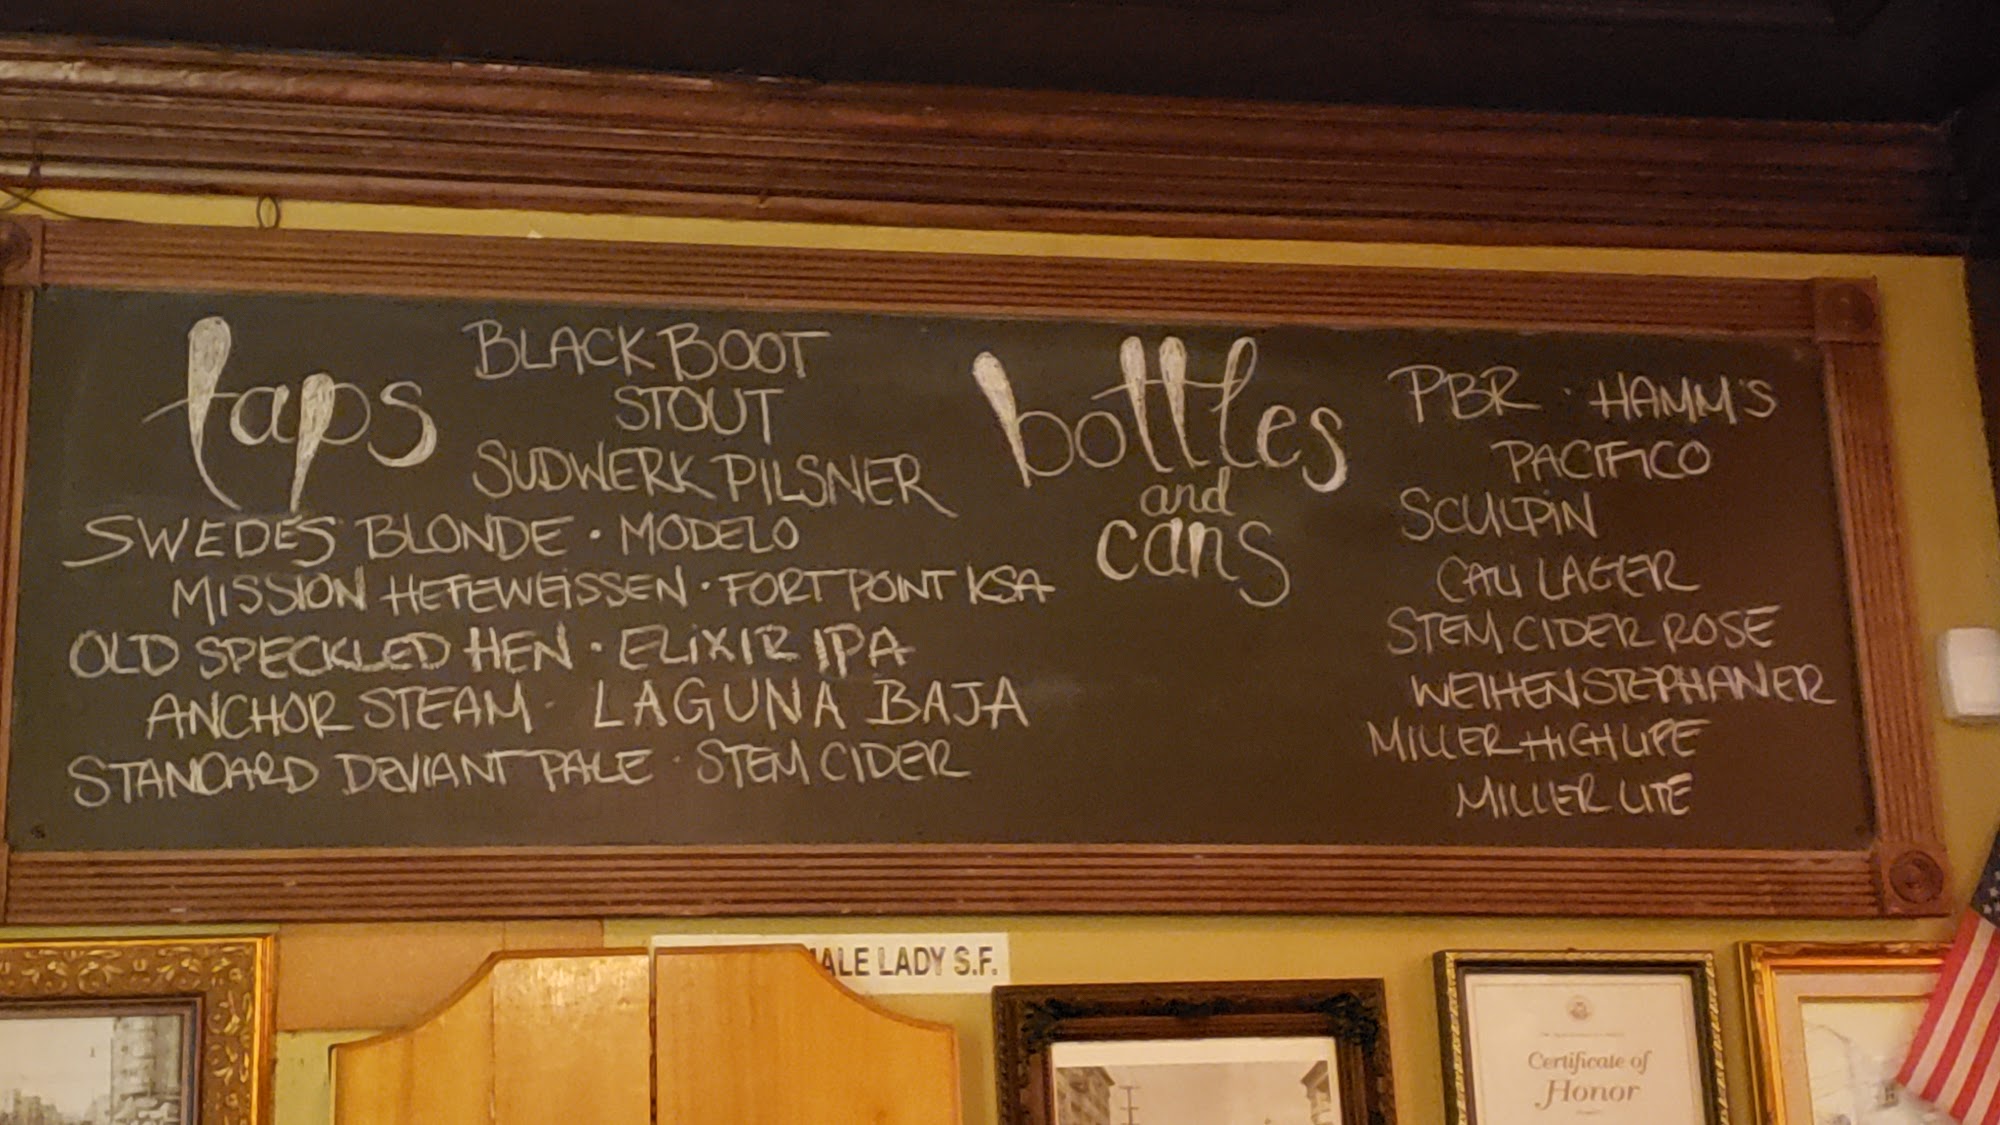 taps
BLACK BOOT
STOUT
SUDWERK PILSNER
SWEDES BLONDE · MODELO
MISSION HEFEWEISSEN · FORT POINT KSA
OLD SPECKLED HEN · ELIXIR IPA
ANCHOR STEAM · LAGUNA BAJA
STANDARD DEVIANT PALE · STEM CIDER
bottles
and
cans
PBR · HAMM'S
PACIFICO
SCULPIN
CALI LAGER
STEM CIDER ROSE
WEIHENSTEPHANER
MILLER HIGH LIFE
MILLER LITE
LADY S.F.
Certificate of
Honor